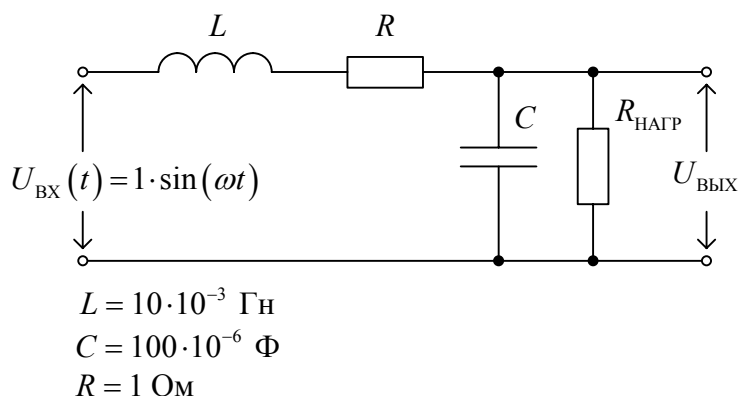 L
R
C
R_НАГР
U_ВХ(t) = 1·sin(ωt)
U_ВЫХ
L = 10·10⁻³ Гн
C = 100·10⁻⁶ Ф
R = 1 Ом